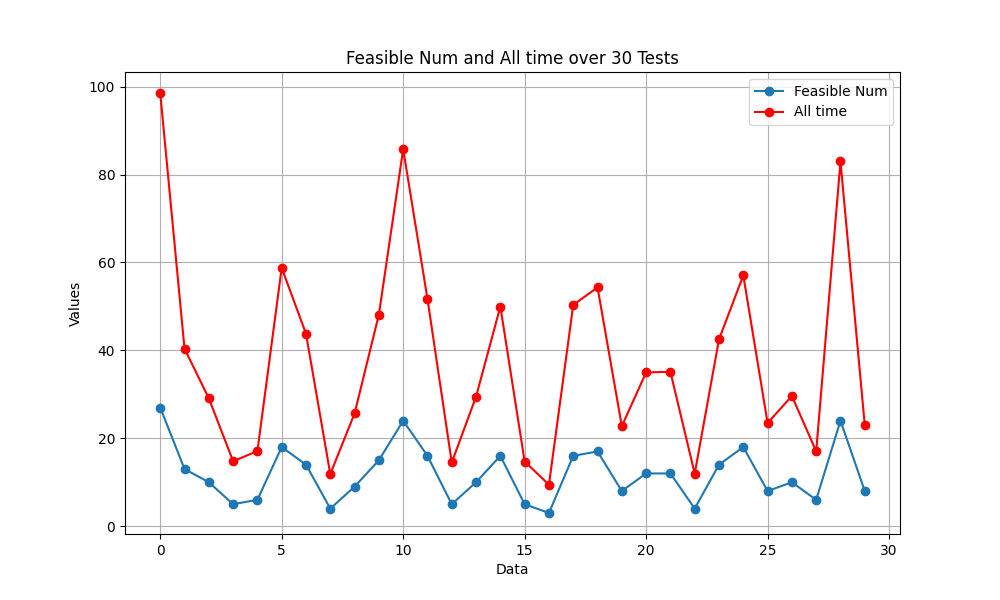 Feasible Num and All time over 30 Tests
Feasible Num
All time
100
80
60
40
20
0
Values
0 5 10 15 20 25 30
Data